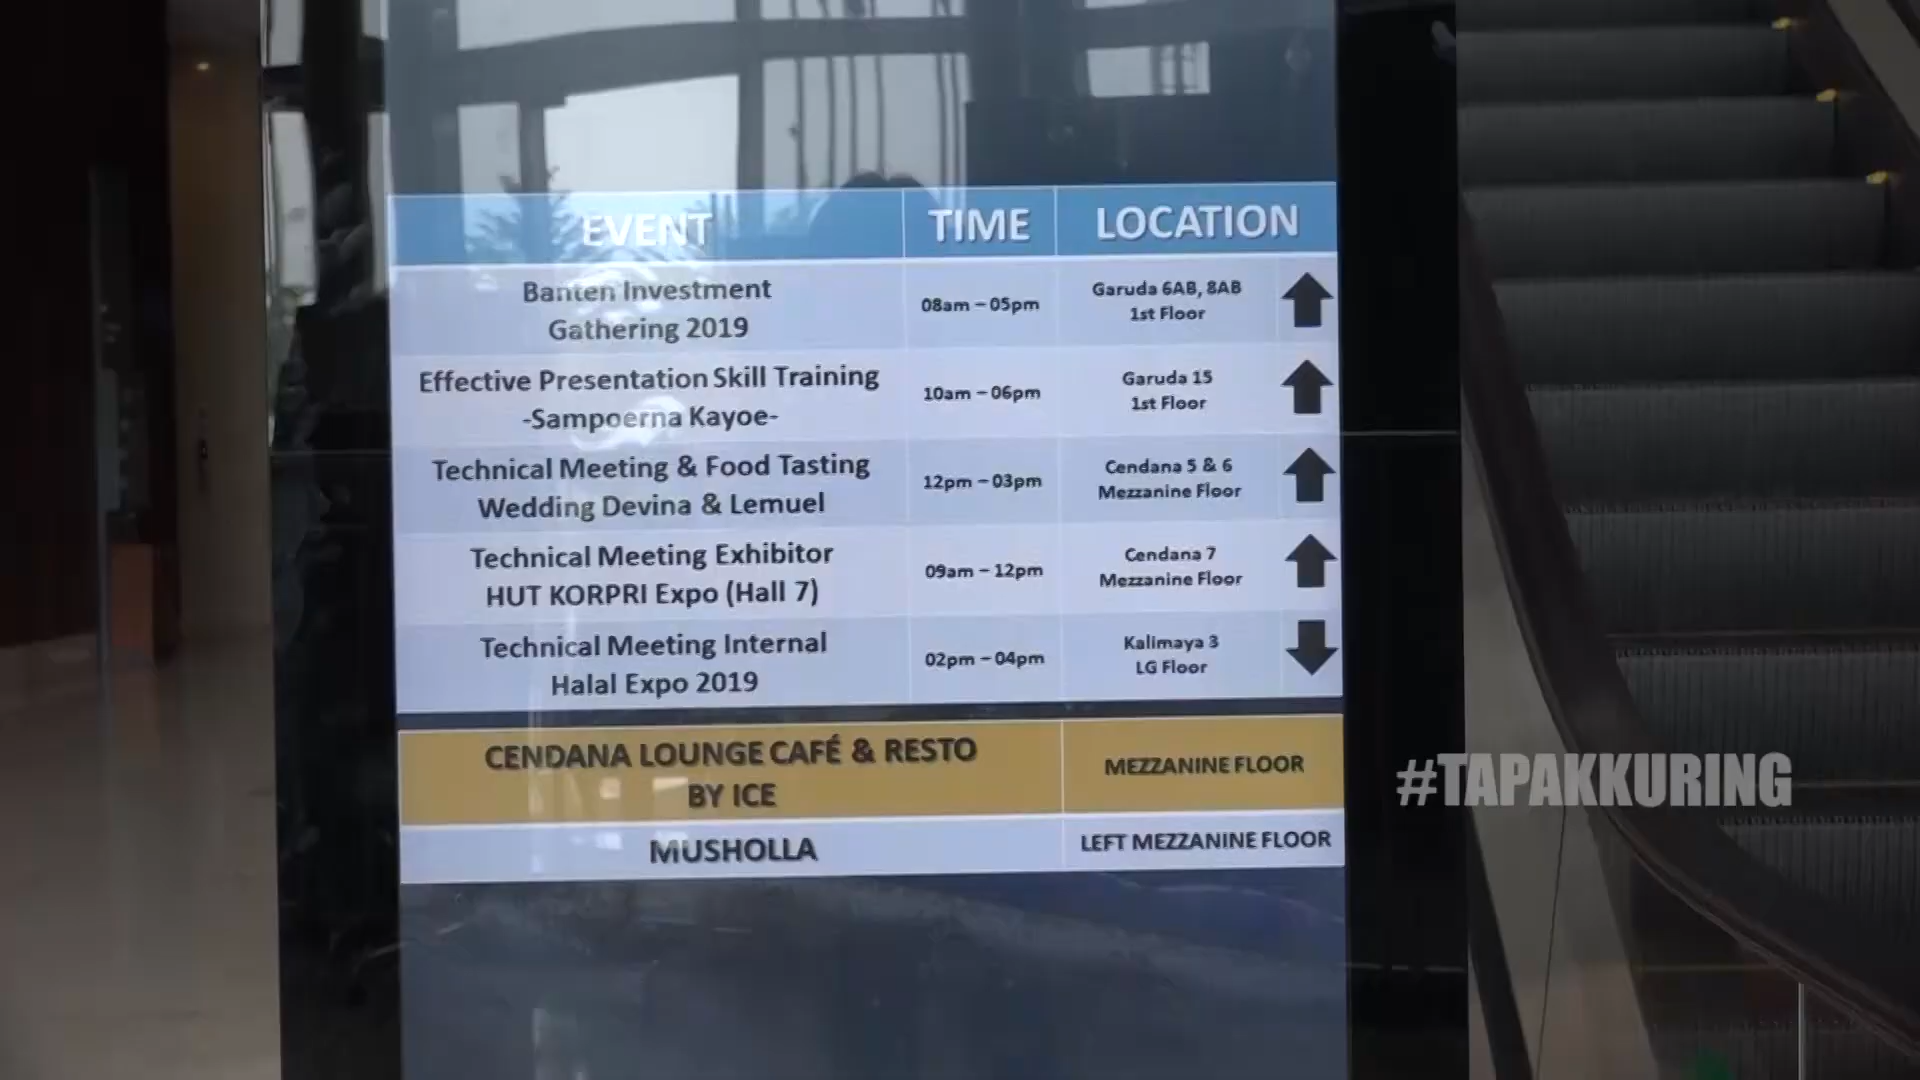 EVENT TIME LOCATION
Banten Investment
Gathering 2019
08am – 05pm
Garuda 6AB, 8AB
1st Floor
Effective Presentation Skill Training
-Sampoerna Kayoe-
10am – 06pm
Garuda 15
1st Floor
Technical Meeting & Food Tasting
Wedding Devina & Lemuel
12pm – 03pm
Cendana 5 & 6
Mezzanine Floor
Technical Meeting Exhibitor
HUT KORPRI Expo (Hall 7)
09am – 12pm
Cendana 7
Mezzanine Floor
Technical Meeting Internal
Halal Expo 2019
02pm – 04pm
Kalimaya 3
LG Floor
CENDANA LOUNGE CAFÉ & RESTO
BY ICE
MEZZANINE FLOOR
MUSHOLLA
LEFT MEZZANINE FLOOR
#TAPAKKURING